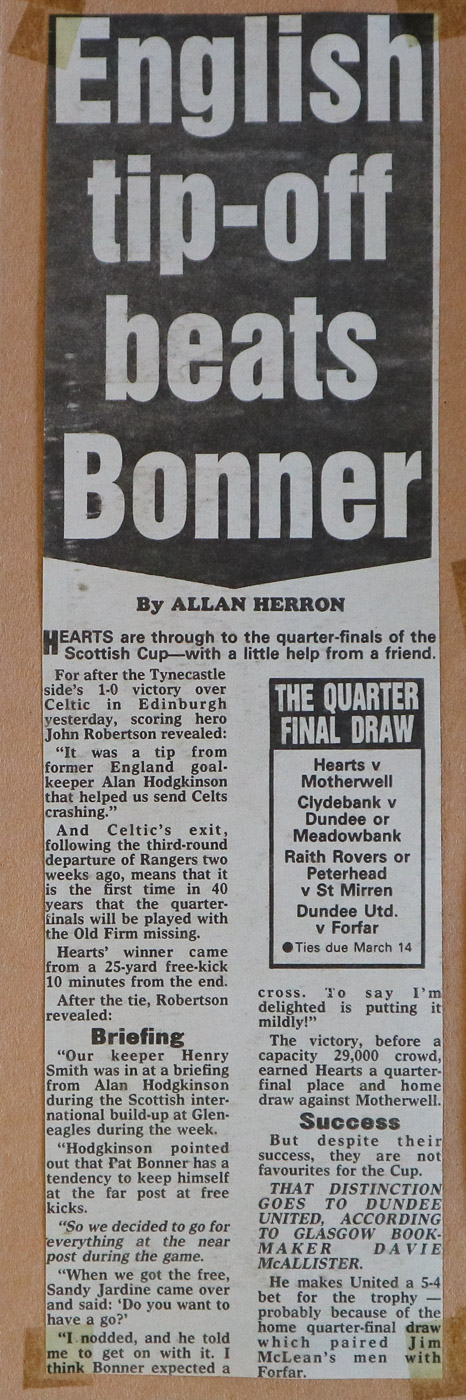 English
tip-off
beats
Bonner
By ALLAN HERRON
HEARTS are through to the quarter-finals of the
Scottish Cup—with a little help from a friend.
For after the Tynecastle
side's 1-0 victory over
Celtic in Edinburgh
yesterday, scoring hero
John Robertson revealed:
"It was a tip from
former England goal-
keeper Alan Hodgkinson
that helped us send Celts
crashing."
And Celtic's exit,
following the third-round
departure of Rangers two
weeks ago, means that it
is the first time in 40
years that the quarter-
finals will be played with
the Old Firm missing.
Hearts' winner came
from a 25-yard free-kick
10 minutes from the end.
After the tie, Robertson
revealed:
Briefing
"Our keeper Henry
Smith was in at a briefing
from Alan Hodgkinson
during the Scottish inter-
national build-up at Glen-
eagles during the week.
"Hodgkinson pointed
out that Pat Bonner has a
tendency to keep himself
at the far post at free
kicks.
"So we decided to go for
everything at the near
post during the game.
"When we got the free,
Sandy Jardine came over
and said: 'Do you want to
have a go?'
"I nodded, and he told
me to get on with it. I
think Bonner expected a
THE QUARTER
FINAL DRAW
Hearts v
Motherwell
Clydebank v
Dundee or
Meadowbank
Raith Rovers or
Peterhead
v St Mirren
Dundee Utd.
v Forfar
●Ties due March 14
cross. To say I'm
delighted is putting it
mildly!"
The victory, before a
capacity 29,000 crowd,
earned Hearts a quarter-
final place and home
draw against Motherwell.
Success
But despite their
success, they are not
favourites for the Cup.
THAT DISTINCTION
GOES TO DUNDEE
UNITED, ACCORDING
TO GLASGOW BOOK-
MAKER DAVIE
McALLISTER.
He makes United a 5-4
bet for the trophy —
probably because of the
home quarter-final draw
which paired Jim
McLean's men with
Forfar.